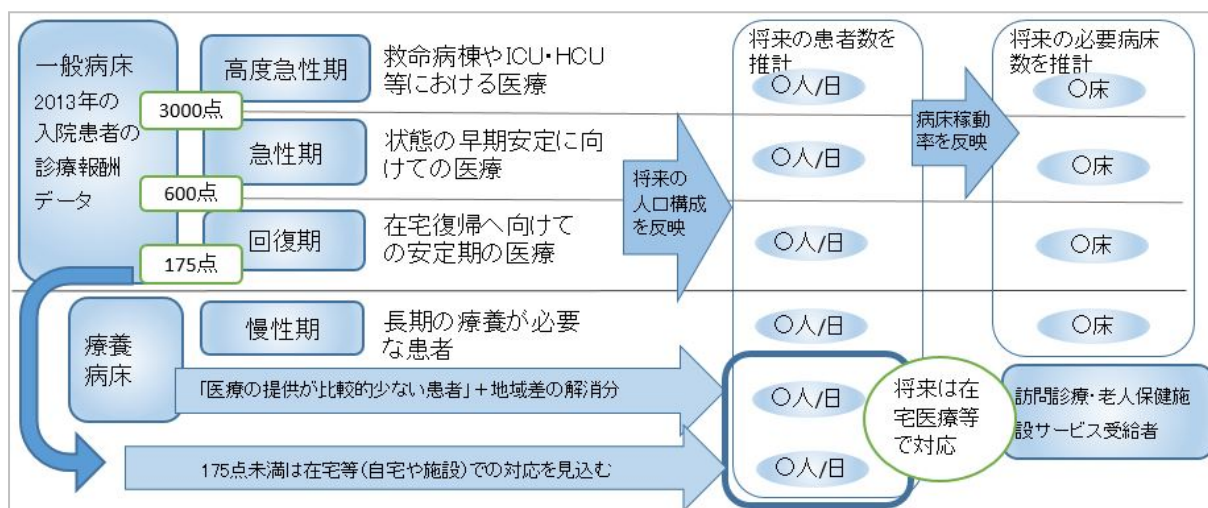 一般病床
2013年の
入院患者の
診療報酬
データ
3000点
600点
175点
高度急性期
救命病棟やICU・HCU
等における医療
急性期
状態の早期安定に向
けての医療
回復期
在宅復帰へ向けて
の安定期の医療
療養
病床
慢性期
長期の療養が必要
な患者
「医療の提供が比較的少ない患者」+地域差の解消分
175点未満は在宅等(自宅や施設)での対応を見込む
将来の
人口構成
を反映
将来の患者数を
推計
〇人/日
〇人/日
〇人/日
〇人/日
〇人/日
〇人/日
病床稼動
率を反映
将来の必要病床
数を推計
〇床
〇床
〇床
〇床
将来は在
宅医療等
で対応
訪問診療・老人保健施
設サービス受給者